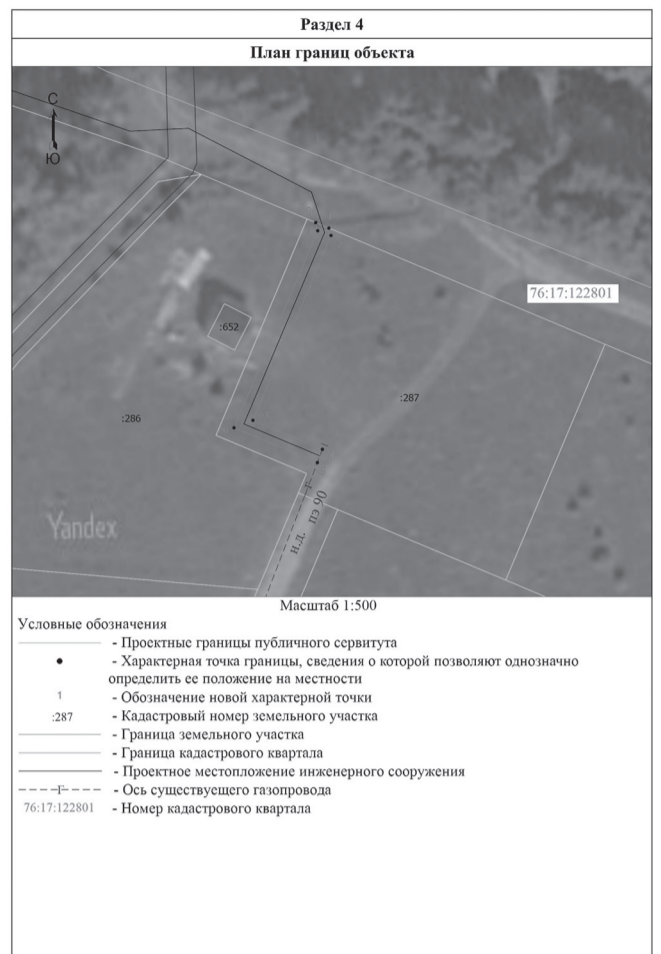 Раздел 4
План границ объекта
С
Ю
76:17:122801
:652
:287
:286
Г
н.д. пэ 90
Yandex
Масштаб 1:500
Условные обозначения
- Проектные границы публичного сервитута
- Характерная точка границы, сведения о которой позволяют однозначно
определить ее положение на местности
1 - Обозначение новой характерной точки
:287 - Кадастровый номер земельного участка
- Граница земельного участка
- Граница кадастрового квартала
- Проектное местопложение инженерного сооружения
Г - Ось существуещего газопровода
76:17:122801 - Номер кадастрового квартала